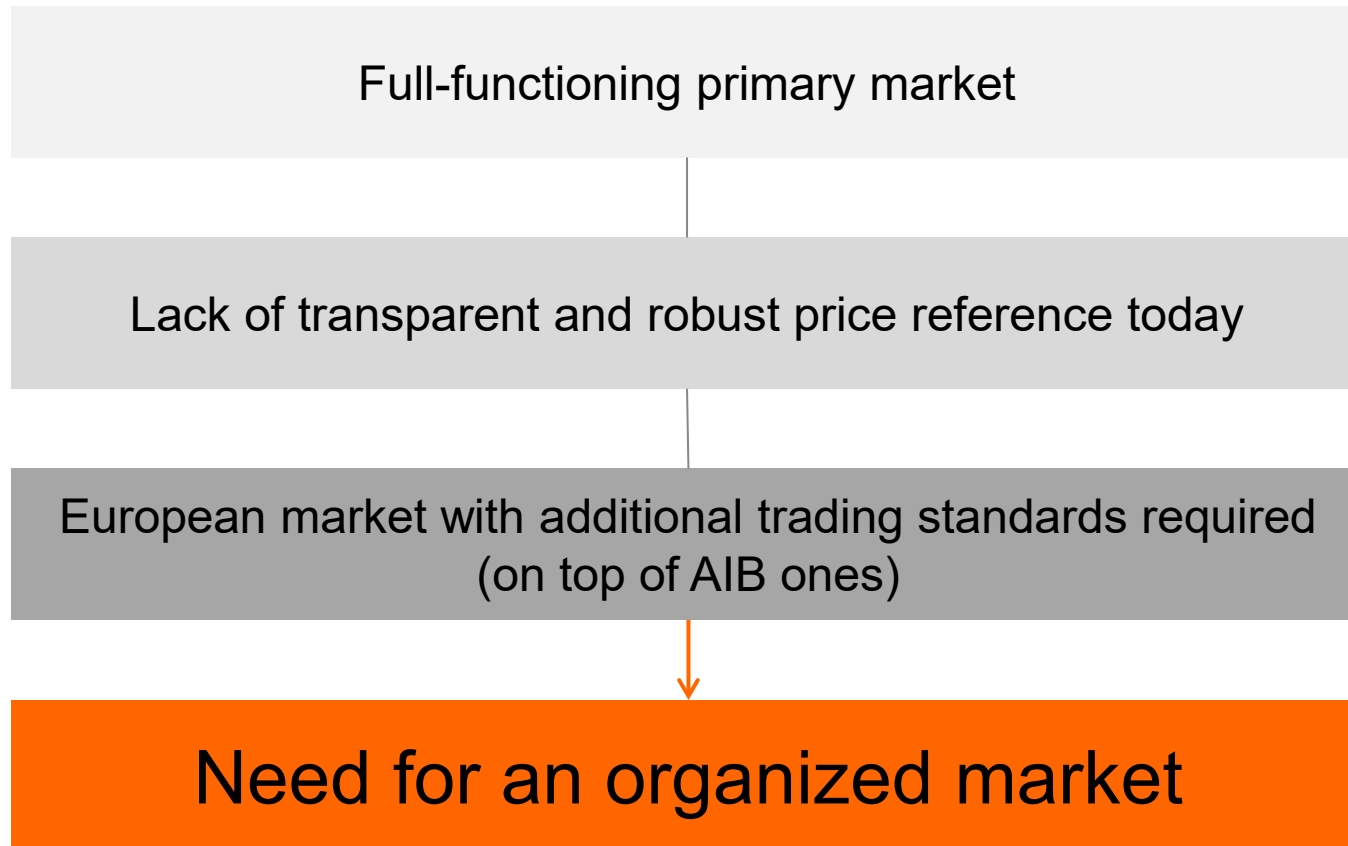 Full-functioning primary market
Lack of transparent and robust price reference today
European market with additional trading standards required
(on top of AIB ones)
Need for an organized market